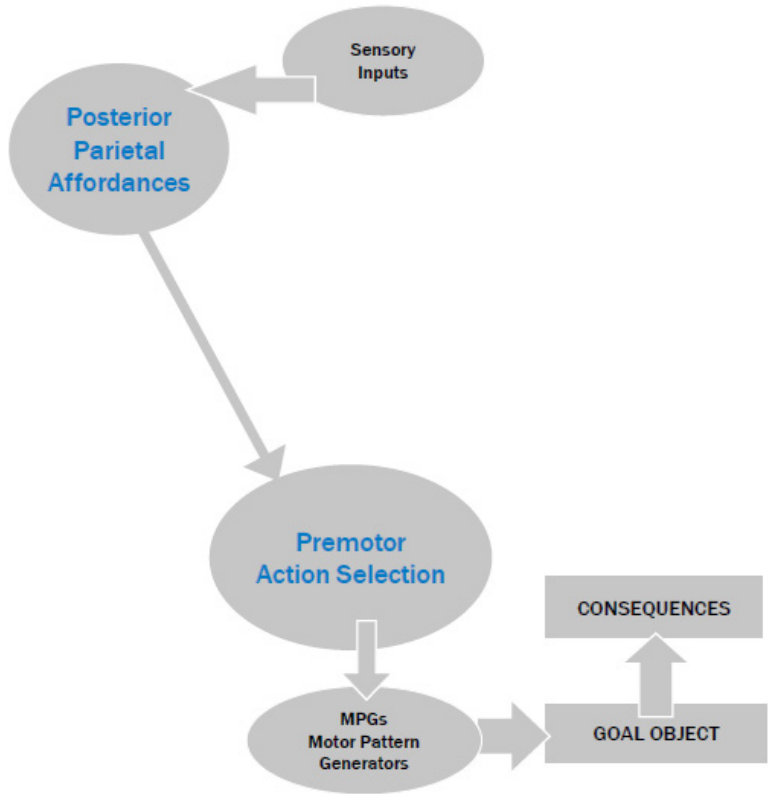 Sensory
Inputs
Posterior
Parietal
Affordances
Premotor
Action Selection
CONSEQUENCES
MPGs
Motor Pattern
Generators
GOAL OBJECT